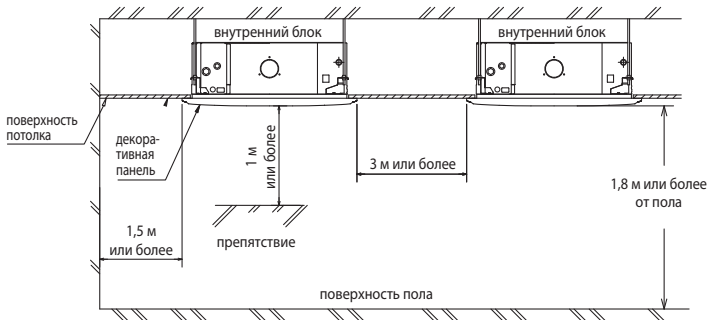 внутренний блок
внутренний блок
поверхность
потолка
декора-
тивная
панель
1 м
или более
3 м или более
1,8 м или более
от пола
1,5 м
или более
препятствие
поверхность пола